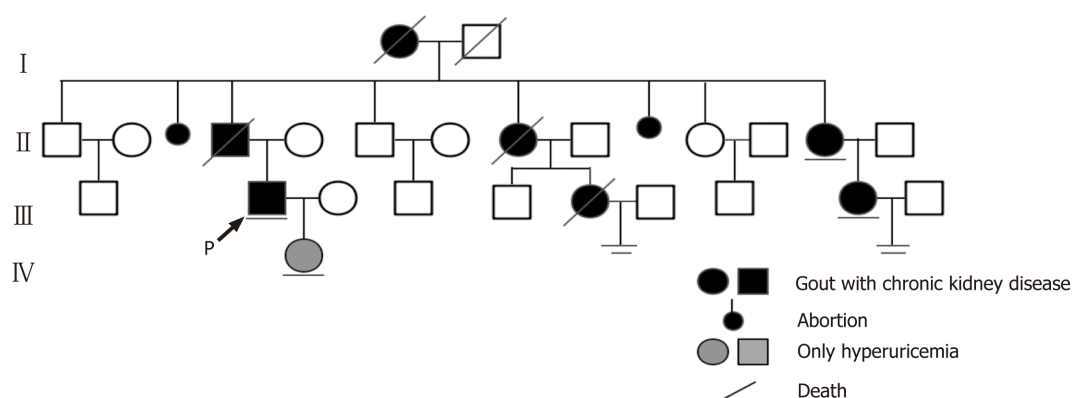 I
II
III
P
IV
Gout with chronic kidney disease
Abortion
Only hyperuricemia
Death